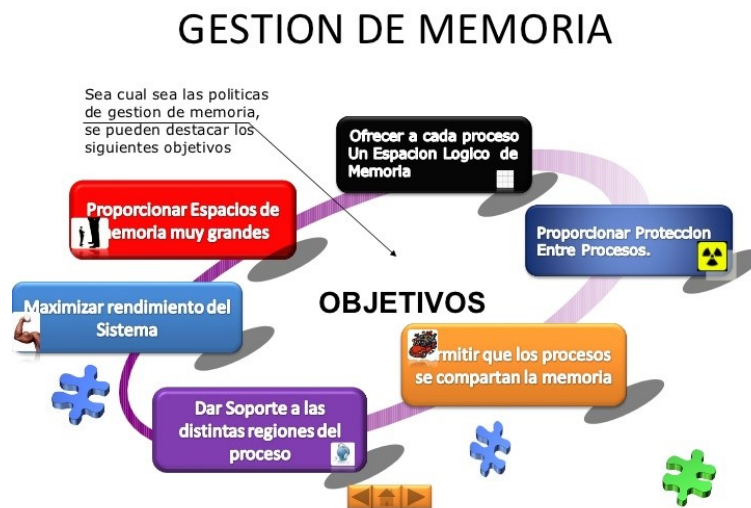 GESTION DE MEMORIA
Sea cual sea las politicas
de gestion de memoria,
se pueden destacar los
siguientes objetivos
Ofrecer a cada proceso
Un Espacion Logico de
Memoria
Proporcionar Proteccion
Entre Procesos.
rmitir que los procesos
se compartan la memoria
Dar Soporte a las
distintas regiones del
proceso
Maximizar rendimiento del
Sistema
Proporcionar Espacios de
emoria muy grandes
OBJETIVOS